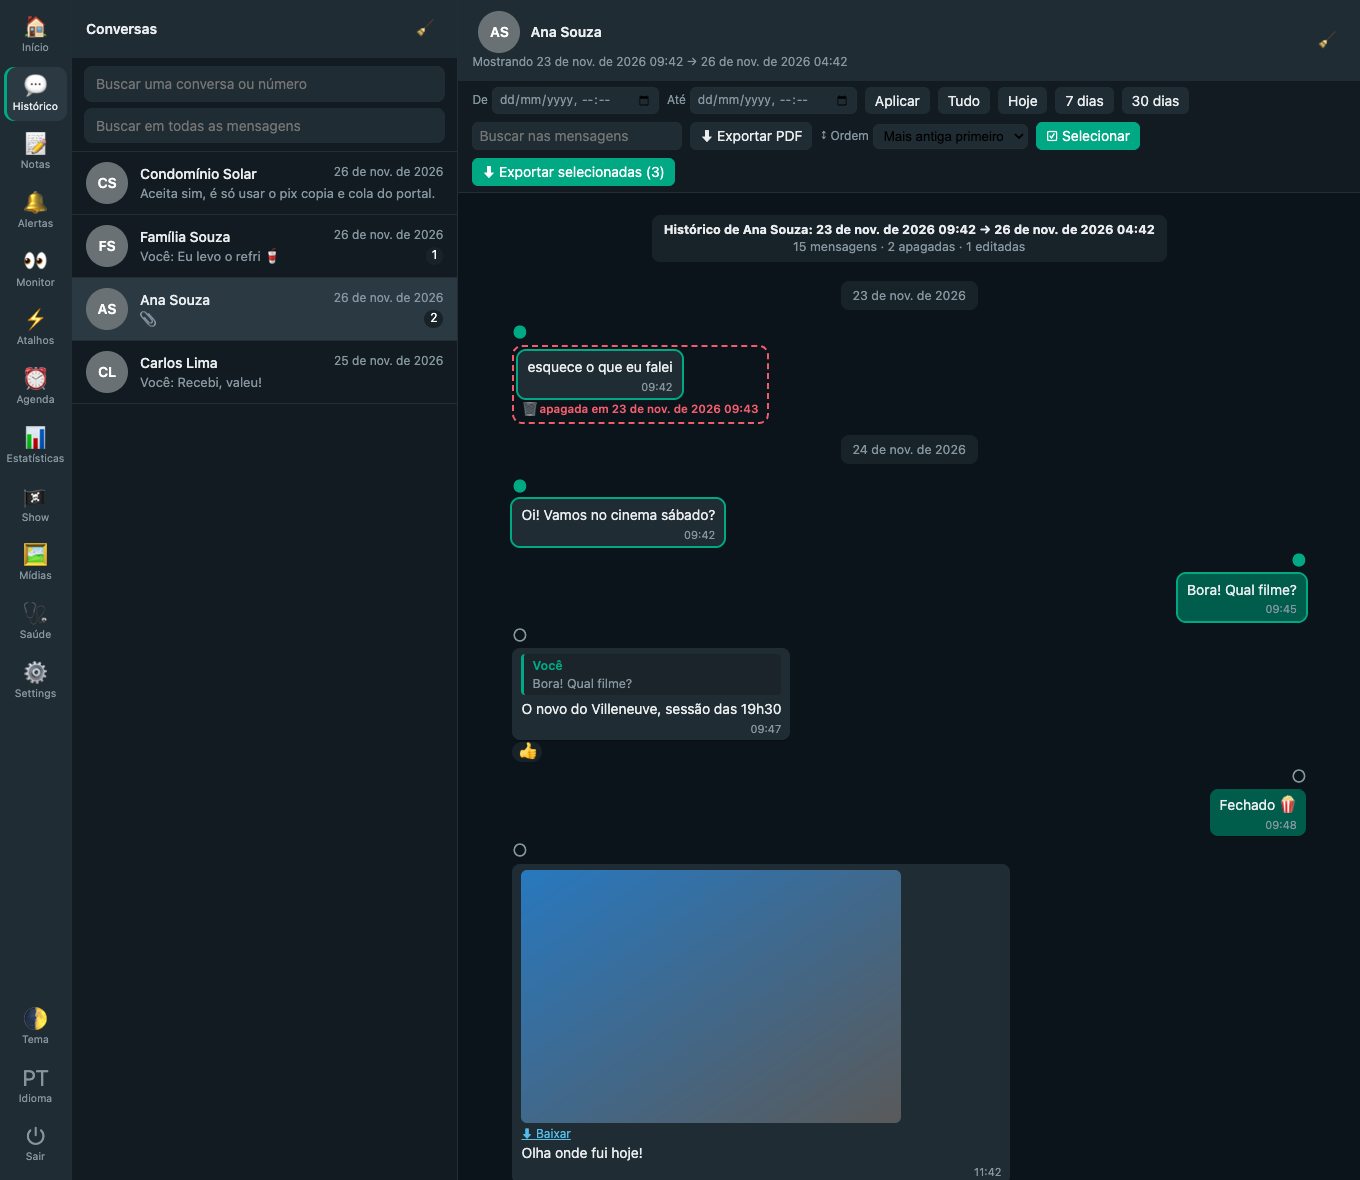 Início
Histórico
Notas
Alertas
Monitor
Atalhos
Agenda
Estatísticas
Show
Mídias
Saúde
Settings
Tema
PT
Idioma
Sair
Conversas
Buscar uma conversa ou número
Buscar em todas as mensagens
CS
Condomínio Solar
26 de nov. de 2026
Aceita sim, é só usar o pix copia e cola do portal.
FS
Família Souza
26 de nov. de 2026
Você: Eu levo o refri 🥤
1
AS
Ana Souza
26 de nov. de 2026
📎
2
CL
Carlos Lima
25 de nov. de 2026
Você: Recebi, valeu!
AS
Ana Souza
Mostrando 23 de nov. de 2026 09:42 → 26 de nov. de 2026 04:42
De dd/mm/yyyy, --:-- Até dd/mm/yyyy, --:-- Aplicar Tudo Hoje 7 dias 30 dias
Buscar nas mensagens ⬇ Exportar PDF ↕ Ordem Mais antiga primeiro ☑ Selecionar
⬇ Exportar selecionadas (3)
Histórico de Ana Souza: 23 de nov. de 2026 09:42 → 26 de nov. de 2026 04:42
15 mensagens · 2 apagadas · 1 editadas
23 de nov. de 2026
esquece o que eu falei
09:42
🗑 apagada em 23 de nov. de 2026 09:43
24 de nov. de 2026
Oi! Vamos no cinema sábado?
09:42
Bora! Qual filme?
09:45
Você
Bora! Qual filme?
O novo do Villeneuve, sessão das 19h30
09:47
👍
Fechado 🍿
09:48
⬇ Baixar
Olha onde fui hoje!
11:42